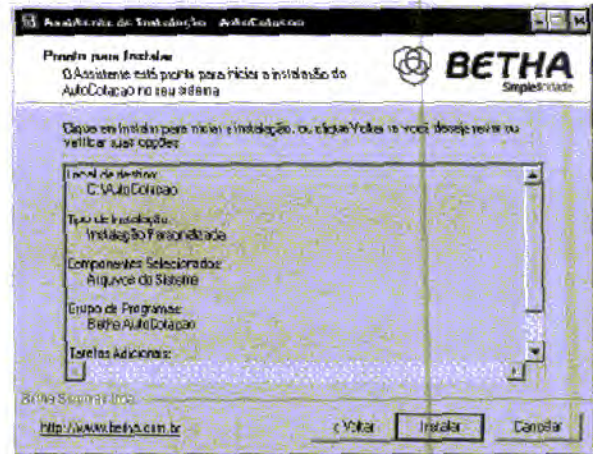 Assistente de Instalação - AutoCotacao
Pronto para Instalar
O Assistente está pronto para iniciar a instalação do
AutoCotacao no seu sistema
BETHA
Simplicidade
Clique em Instalar para iniciar a instalação, ou clique Voltar se você deseja rever ou
verificar suas opções
Local de destino:
C:\AutoCotacao
Tipo de Instalação:
Instalação Personalizada
Componentes Selecionados:
Arquivos do Sistema
Grupo de Programas:
Betha AutoCotacao
Tarefas Adicionais:
Betha Sistemas Ltda.
http://www.betha.com.br
< Voltar
Instalar
Cancelar